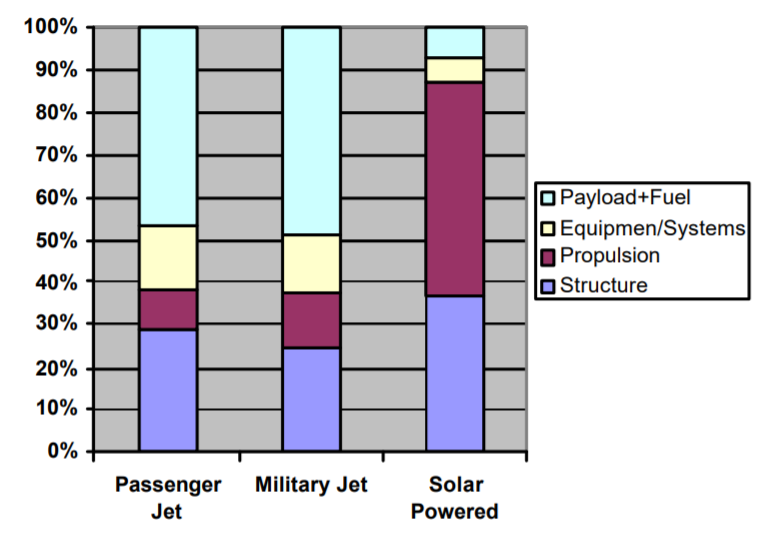 100%
90%
80%
70%
60%
50%
40%
30%
20%
10%
0%
Passenger
Jet
Military Jet
Solar
Powered
Payload+Fuel
Equipmen/Systems
Propulsion
Structure